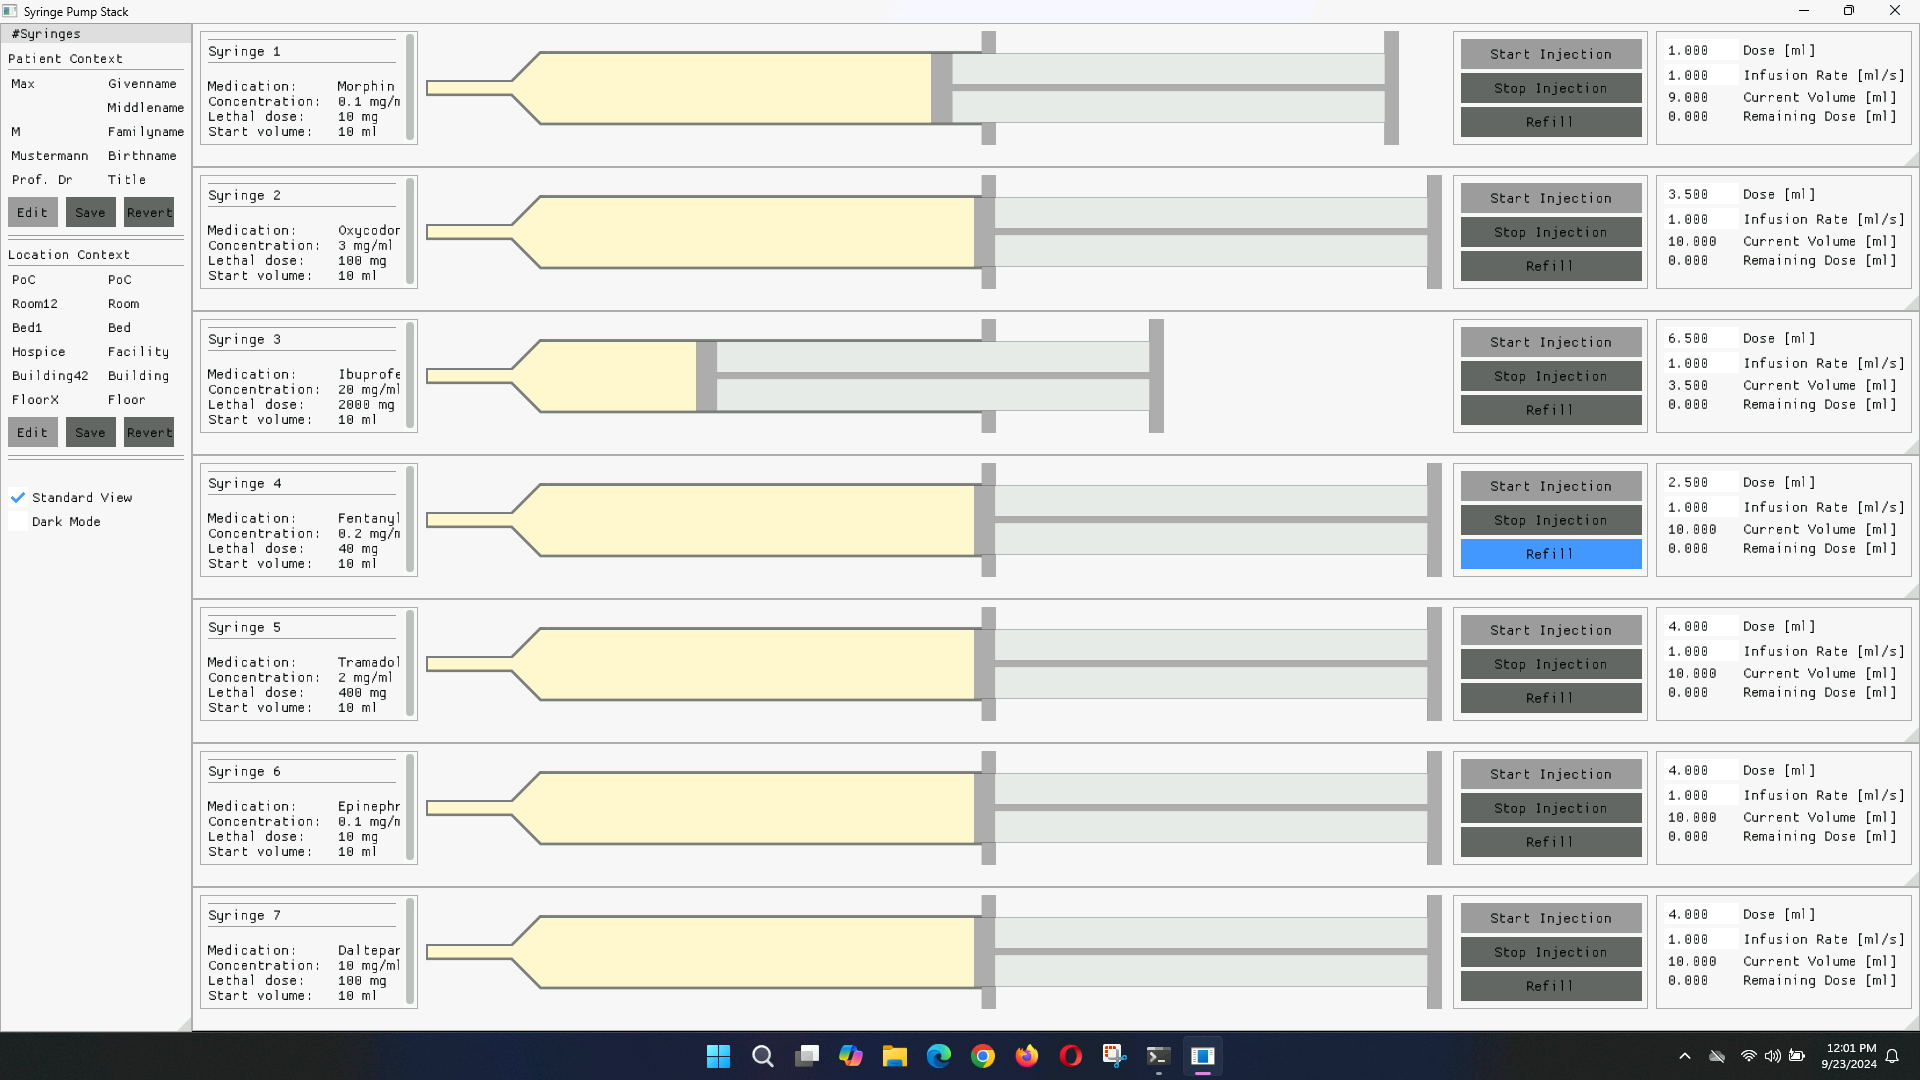 Syringe Pump Stack
#Syringes
Patient Context
Max Givenname
Middlename
M Familyname
Mustermann Birthname
Prof. Dr Title
Edit Save Revert
Location Context
PoC PoC
Room12 Room
Bed1 Bed
Hospice Facility
Building42 Building
FloorX Floor
Edit Save Revert
Standard View
Dark Mode
Syringe 1
Medication: Morphin
Concentration: 0.1 mg/m
Lethal dose: 10 mg
Start volume: 10 ml
Start Injection
Stop Injection
Refill
1.000 Dose [ml]
1.000 Infusion Rate [ml/s]
9.000 Current Volume [ml]
0.000 Remaining Dose [ml]
Syringe 2
Medication: Oxycodor
Concentration: 3 mg/ml
Lethal dose: 100 mg
Start volume: 10 ml
Start Injection
Stop Injection
Refill
3.500 Dose [ml]
1.000 Infusion Rate [ml/s]
10.000 Current Volume [ml]
0.000 Remaining Dose [ml]
Syringe 3
Medication: Ibuprofe
Concentration: 20 mg/ml
Lethal dose: 2000 mg
Start volume: 10 ml
Start Injection
Stop Injection
Refill
6.500 Dose [ml]
1.000 Infusion Rate [ml/s]
3.500 Current Volume [ml]
0.000 Remaining Dose [ml]
Syringe 4
Medication: Fentanyl
Concentration: 0.2 mg/m
Lethal dose: 40 mg
Start volume: 10 ml
Start Injection
Stop Injection
Refill
2.500 Dose [ml]
1.000 Infusion Rate [ml/s]
10.000 Current Volume [ml]
0.000 Remaining Dose [ml]
Syringe 5
Medication: Tramadol
Concentration: 2 mg/ml
Lethal dose: 400 mg
Start volume: 10 ml
Start Injection
Stop Injection
Refill
4.000 Dose [ml]
1.000 Infusion Rate [ml/s]
10.000 Current Volume [ml]
0.000 Remaining Dose [ml]
Syringe 6
Medication: Epinephr
Concentration: 0.1 mg/m
Lethal dose: 10 mg
Start volume: 10 ml
Start Injection
Stop Injection
Refill
4.000 Dose [ml]
1.000 Infusion Rate [ml/s]
10.000 Current Volume [ml]
0.000 Remaining Dose [ml]
Syringe 7
Medication: Daltepar
Concentration: 10 mg/ml
Lethal dose: 100 mg
Start volume: 10 ml
Start Injection
Stop Injection
Refill
4.000 Dose [ml]
1.000 Infusion Rate [ml/s]
10.000 Current Volume [ml]
0.000 Remaining Dose [ml]
12:01 PM
9/23/2024